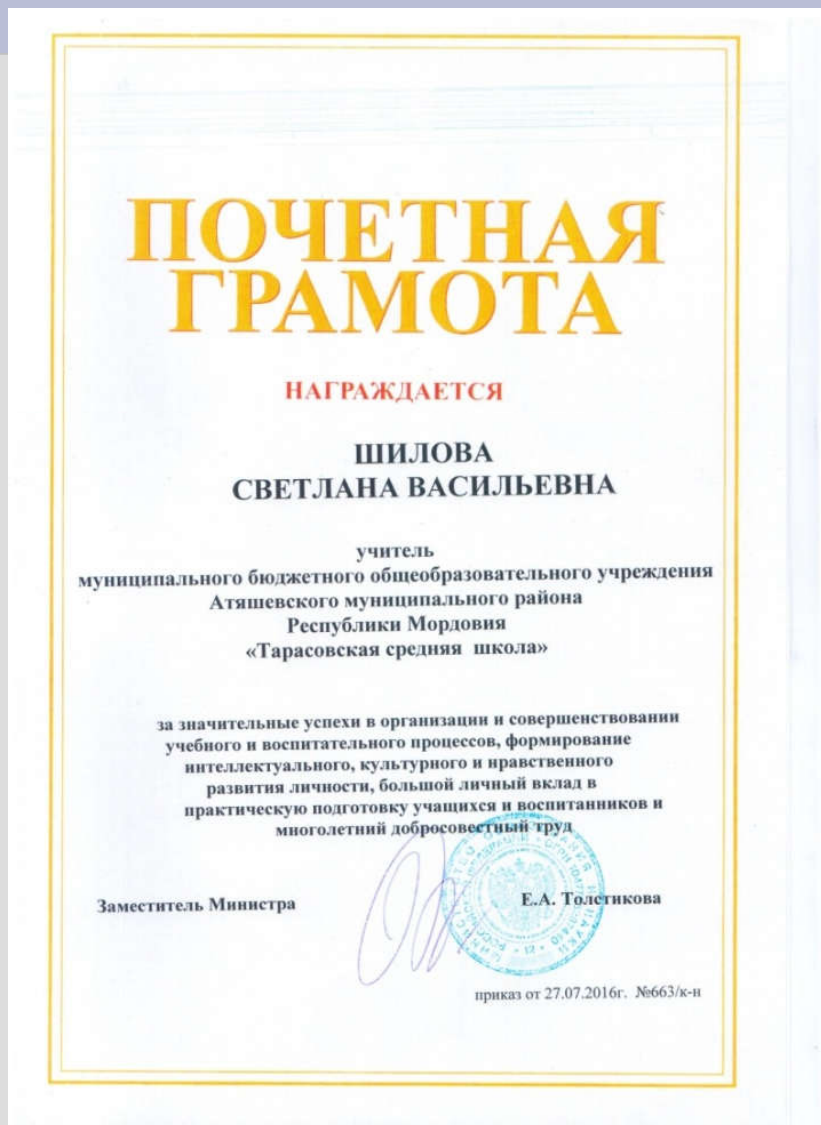 ПОЧЕТНАЯ
ГРАМОТА
НАГРАЖДАЕТСЯ
ШИЛОВА
СВЕТЛАНА ВАСИЛЬЕВНА
учитель
муниципального бюджетного общеобразовательного учреждения
Атяшевского муниципального района
Республики Мордовия
«Тарасовская средняя школа»
за значительные успехи в организации и совершенствовании
учебного и воспитательного процессов, формирование
интеллектуального, культурного и нравственного
развития личности, большой личный вклад в
практическую подготовку учащихся и воспитанников и
многолетний добросовестный труд
Заместитель Министра
Е.А. Толстикова
приказ от 27.07.2016г. №663/к-н